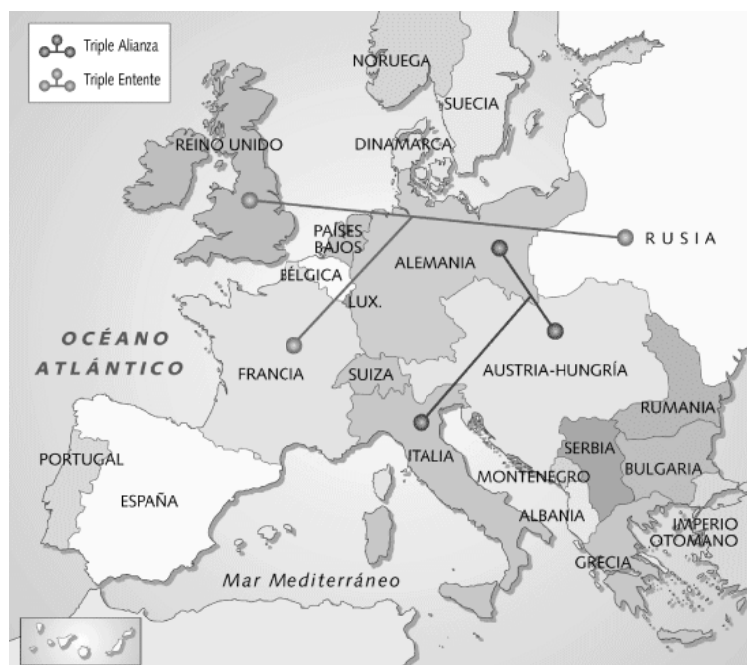 Triple Alianza
Triple Entente
NORUEGA
SUECIA
REINO UNIDO
DINAMARCA
PAÍSES
BAJOS
RUSIA
ALEMANIA
BÉLGICA
LUX.
OCÉANO
ATLÁNTICO
FRANCIA
SUIZA
AUSTRIA-HUNGRÍA
RUMANIA
PORTUGAL
ESPAÑA
ITALIA
SERBIA
MONTENEGRO
BULGARIA
ALBANIA
IMPERIO
OTOMANO
GRECIA
Mar Mediterráneo